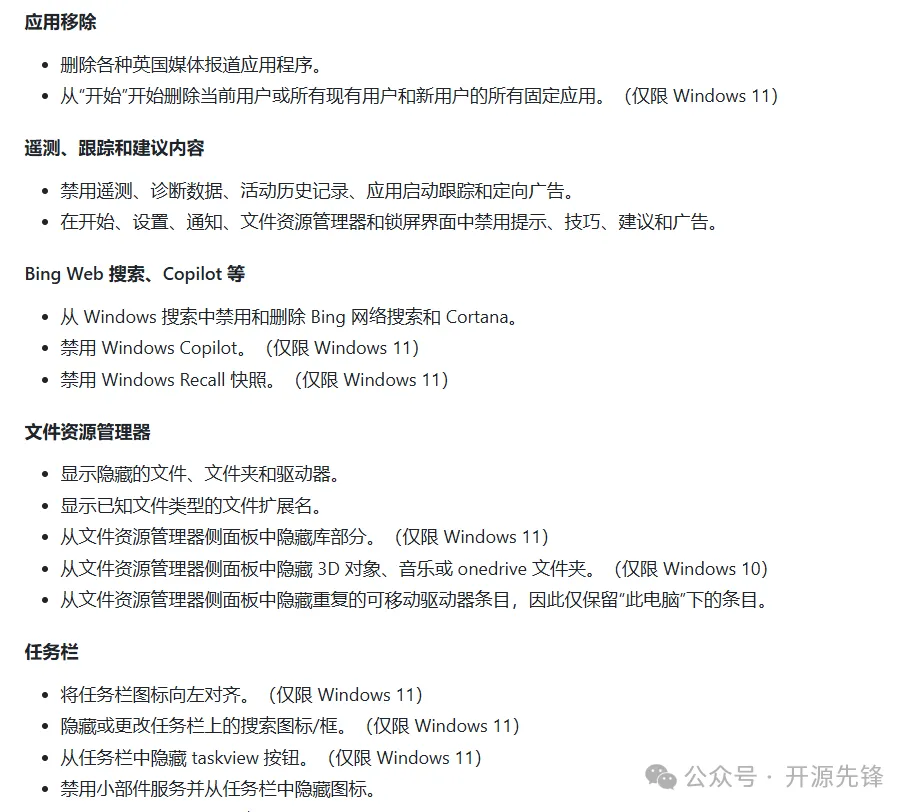 应用移除
• 删除各种英国媒体报道应用程序。
• 从“开始”开始删除当前用户或所有现有用户和新用户的所有固定应用。（仅限 Windows 11）
遥测、跟踪和建议内容
• 禁用遥测、诊断数据、活动历史记录、应用启动跟踪和定向广告。
• 在开始、设置、通知、文件资源管理器和锁屏界面中禁用提示、技巧、建议和广告。
Bing Web 搜索、Copilot 等
• 从 Windows 搜索中禁用和删除 Bing 网络搜索和 Cortana。
• 禁用 Windows Copilot。（仅限 Windows 11）
• 禁用 Windows Recall 快照。（仅限 Windows 11）
文件资源管理器
• 显示隐藏的文件、文件夹和驱动器。
• 显示已知文件类型的文件扩展名。
• 从文件资源管理器侧面板中隐藏库部分。（仅限 Windows 11）
• 从文件资源管理器侧面板中隐藏 3D 对象、音乐或 onedrive 文件夹。（仅限 Windows 10）
• 从文件资源管理器侧面板中隐藏重复的可移动驱动器条目，因此仅保留“此电脑”下的条目。
任务栏
• 将任务栏图标向左对齐。（仅限 Windows 11）
• 隐藏或更改任务栏上的搜索图标/框。（仅限 Windows 11）
• 从任务栏中隐藏 taskview 按钮。（仅限 Windows 11）
• 禁用小部件服务并从任务栏中隐藏图标。
公众号 · 开源先锋